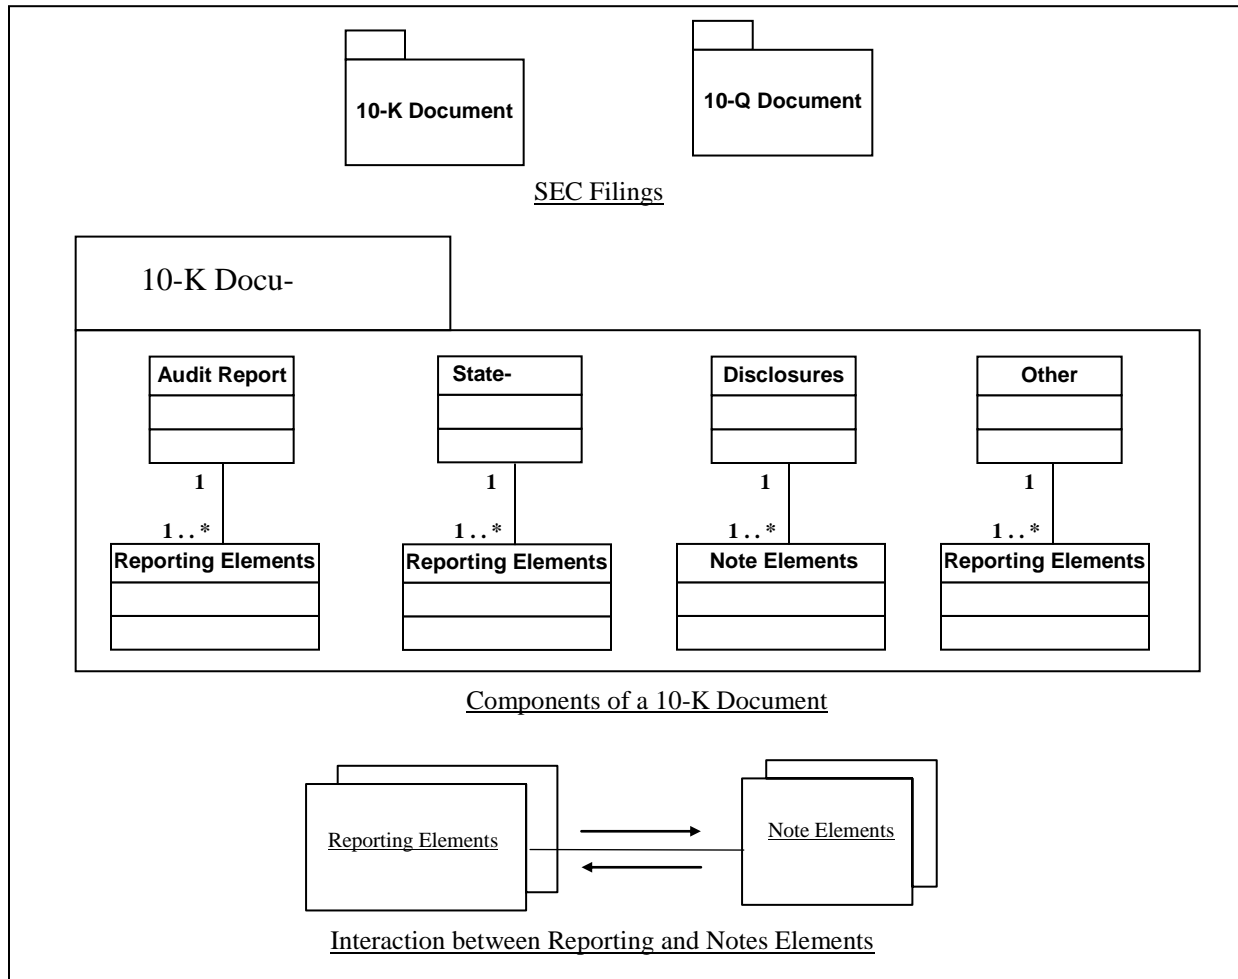 10-K Document
10-Q Document
SEC Filings
10-K Docu-
Audit Report
State-
Disclosures
Other
1
1
1
1
1..*
1..*
1..*
1..*
Reporting Elements
Reporting Elements
Note Elements
Reporting Elements
Components of a 10-K Document
Reporting Elements
Note Elements
Interaction between Reporting and Notes Elements